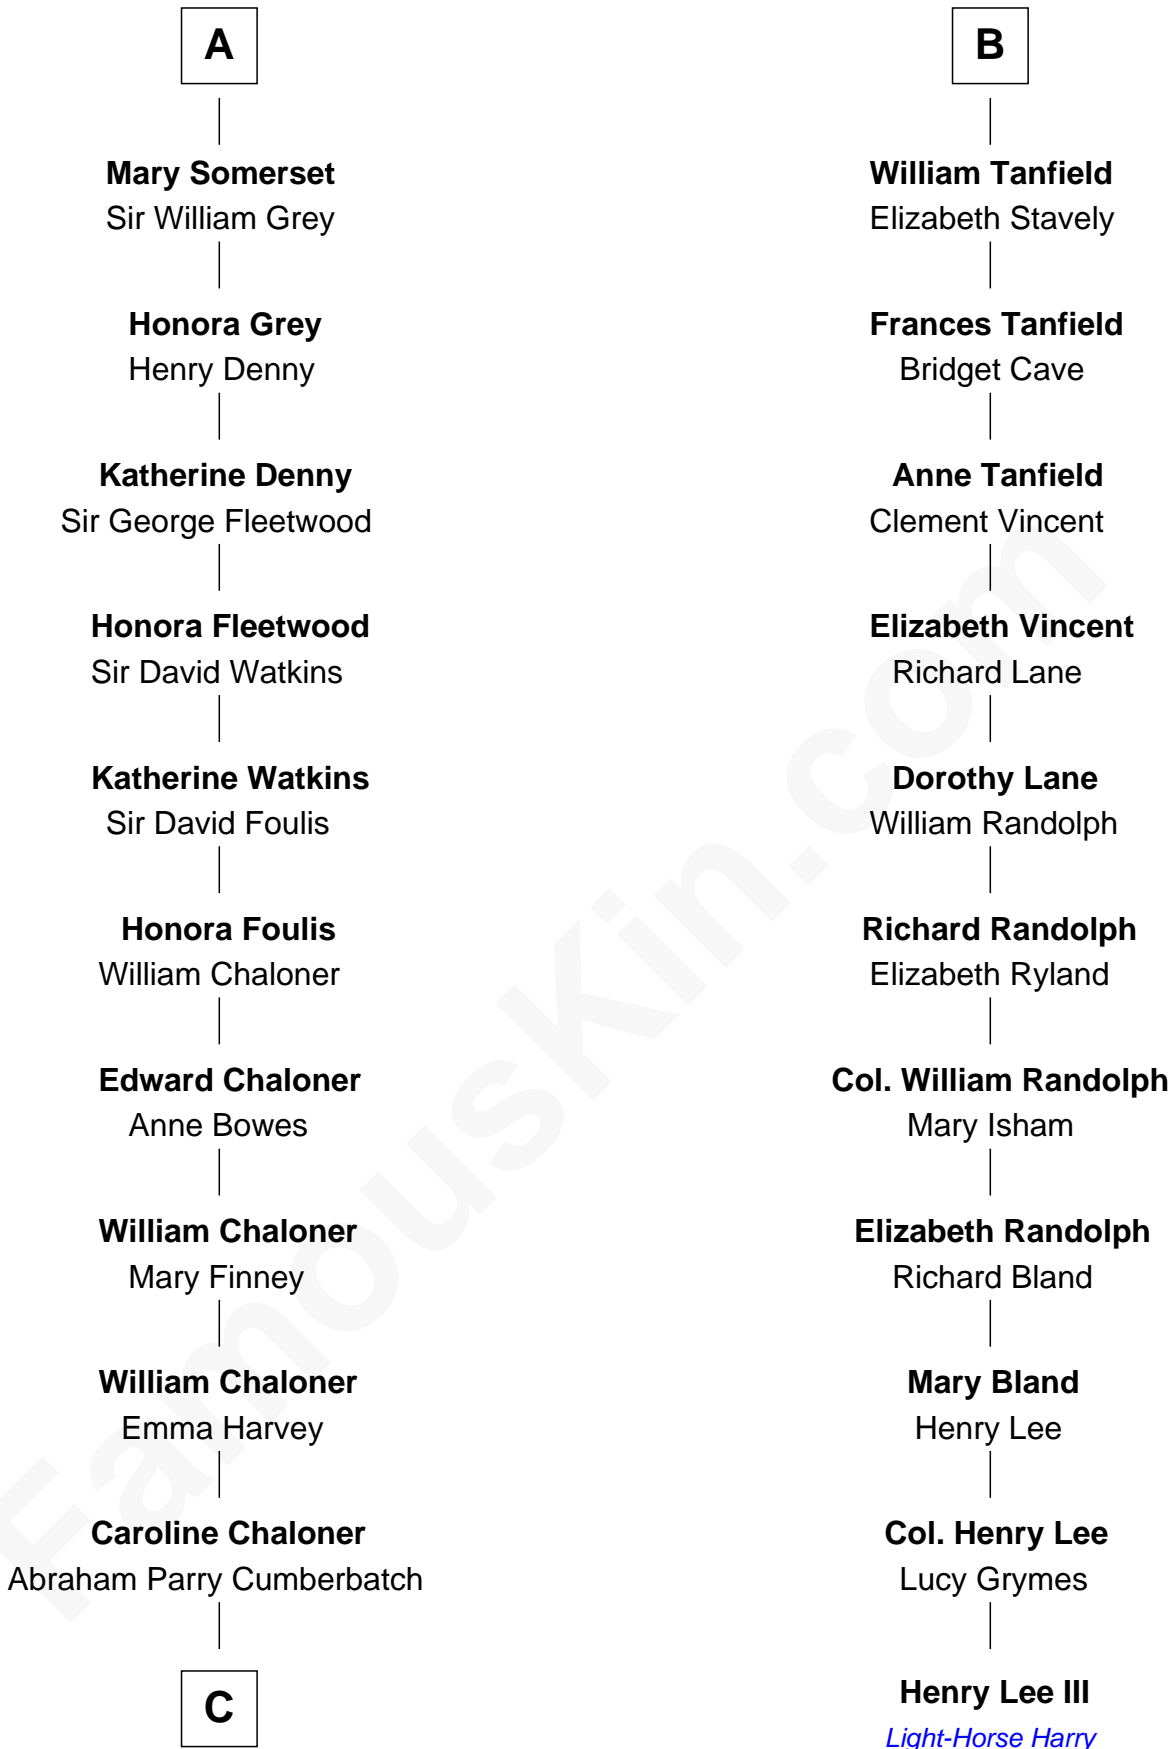 A
Mary Somerset
Sir William Grey
Honora Grey
Henry Denny
Katherine Denny
Sir George Fleetwood
Honora Fleetwood
Sir David Watkins
Katherine Watkins
Sir David Foulis
Honora Foulis
William Chaloner
Edward Chaloner
Anne Bowes
William Chaloner
Mary Finney
William Chaloner
Emma Harvey
Caroline Chaloner
Abraham Parry Cumberbatch
C
B
William Tanfield
Elizabeth Stavely
Frances Tanfield
Bridget Cave
Anne Tanfield
Clement Vincent
Elizabeth Vincent
Richard Lane
Dorothy Lane
William Randolph
Richard Randolph
Elizabeth Ryland
Col. William Randolph
Mary Isham
Elizabeth Randolph
Richard Bland
Mary Bland
Henry Lee
Col. Henry Lee
Lucy Grymes
Henry Lee III
Light-Horse Harry
FamousKin.com